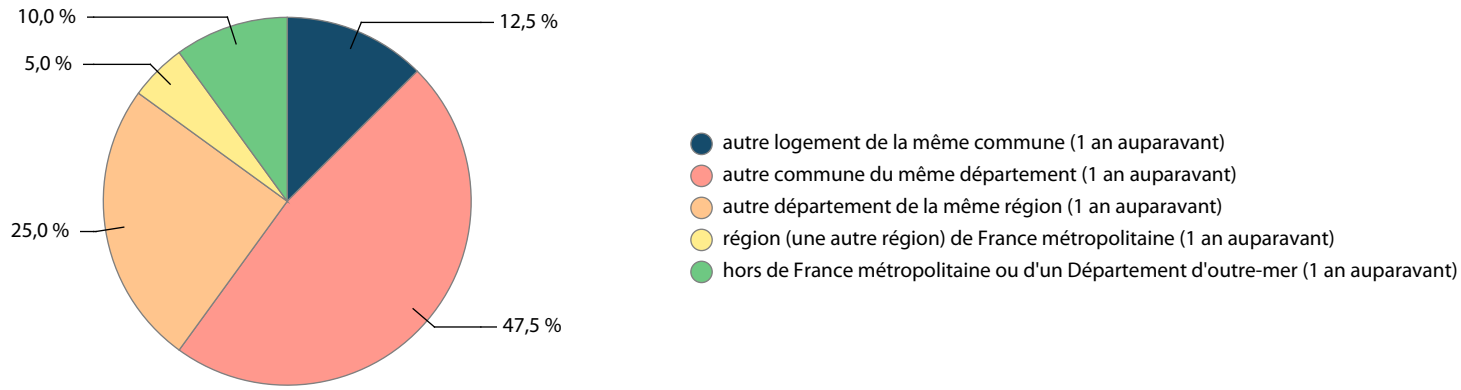 10,0 %
12,5 %
5,0 %
25,0 %
47,5 %
autre logement de la même commune (1 an auparavant)
autre commune du même département (1 an auparavant)
autre département de la même région (1 an auparavant)
région (une autre région) de France métropolitaine (1 an auparavant)
hors de France métropolitaine ou d'un Département d'outre-mer (1 an auparavant)